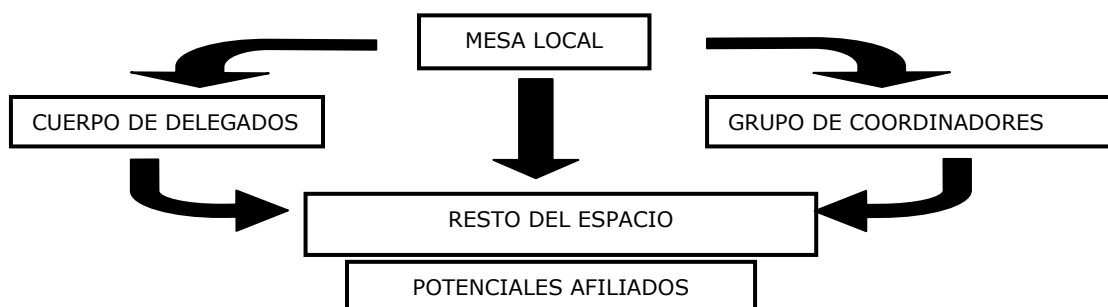 MESA LOCAL
CUERPO DE DELEGADOS
GRUPO DE COORDINADORES
RESTO DEL ESPACIO
POTENCIALES AFILIADOS